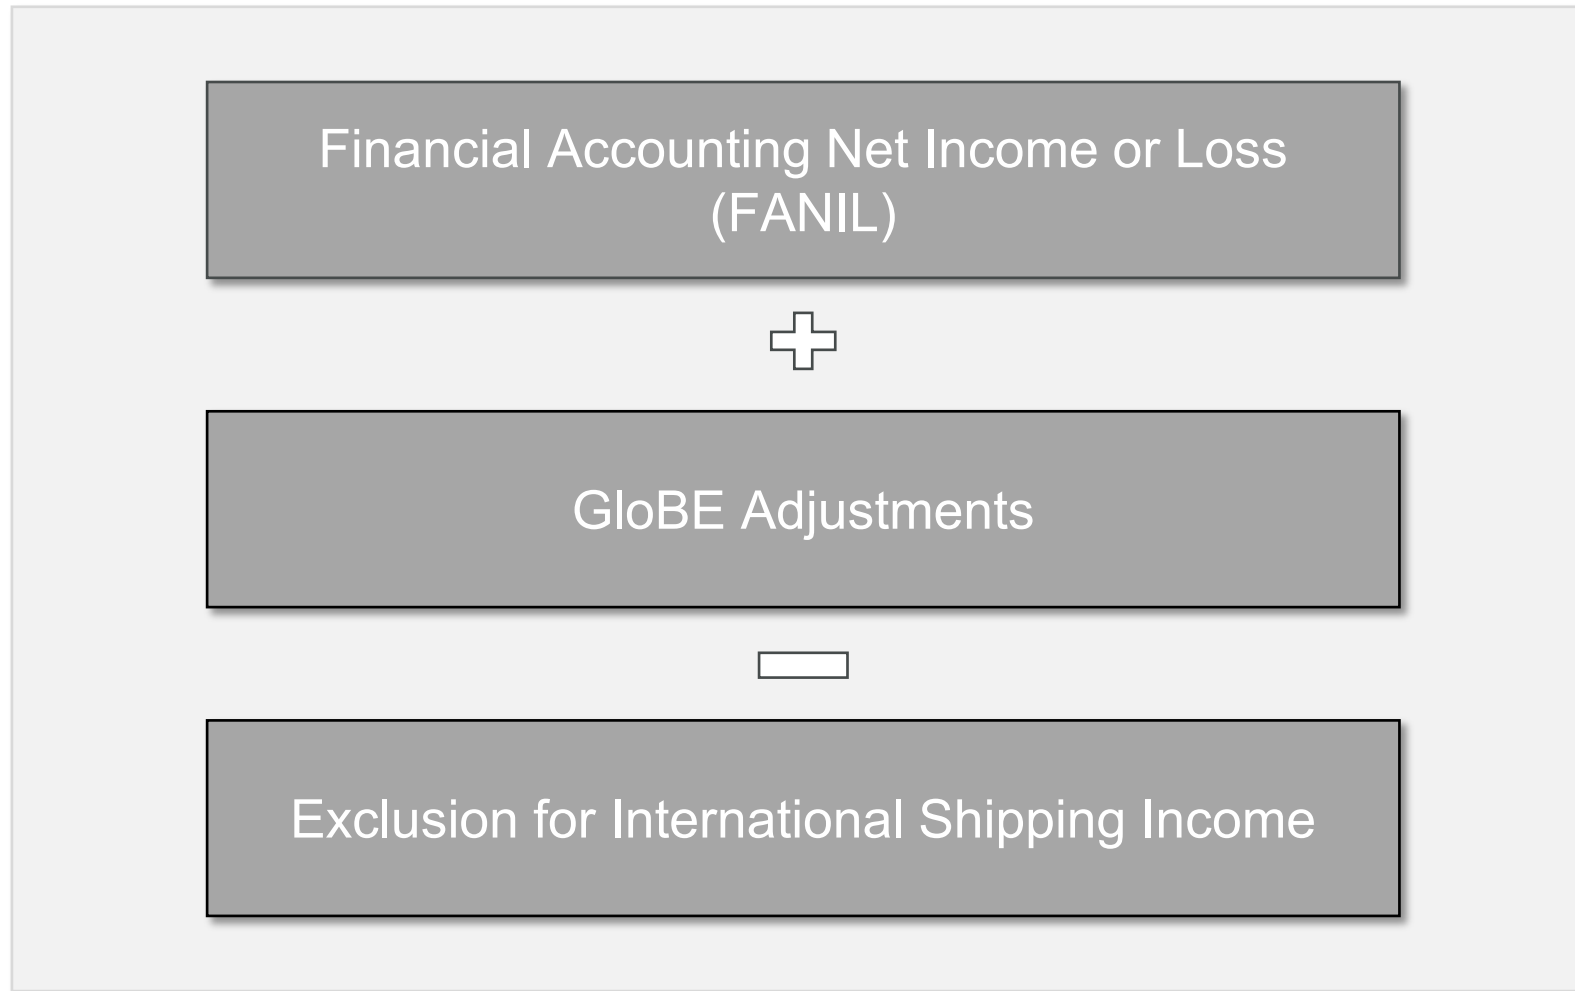 Financial Accounting Net Income or Loss
(FANIL)
GloBE Adjustments
Exclusion for International Shipping Income